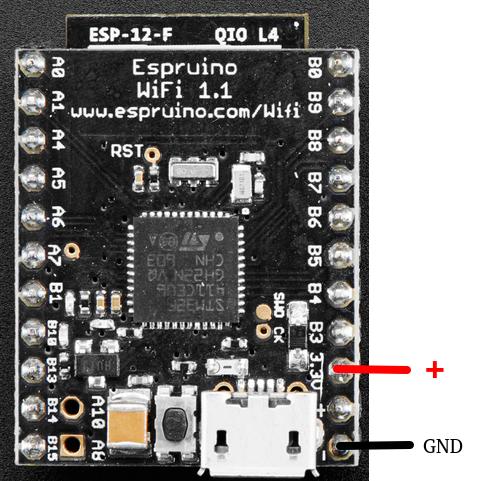 ESP-12-F QIO L4
Espruino
WiFi 1.1
www.espruino.com/Wifi
RST
A0
A1
A4
A5
A6
A7
B1
B10
B13
B14
B15
B0
B9
B8
B7
B6
B5
B4
B3
3.3V
+
-
SWD CK
A10
A8
+
GND